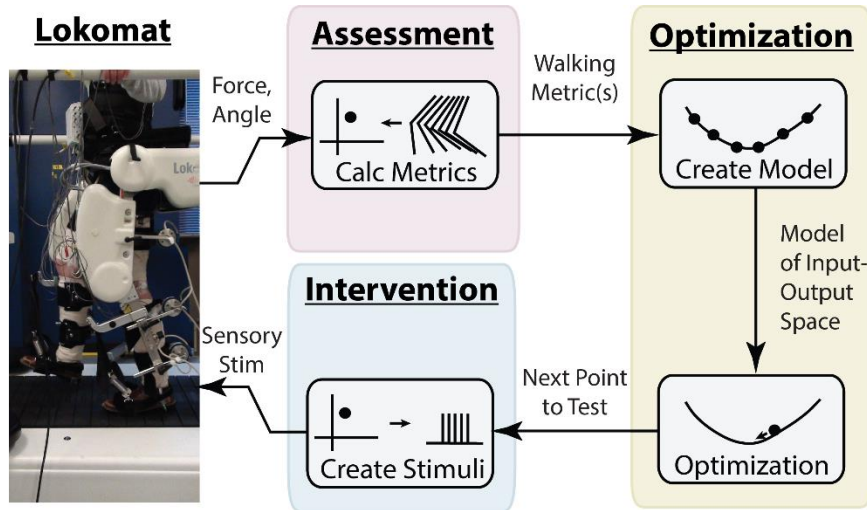 Lokomat
Force,
Angle
Assessment
Calc Metrics
Walking
Metric(s)
Optimization
Create Model
Model
of Input-
Output
Space
Optimization
Next Point
to Test
Intervention
Create Stimuli
Sensory
Stim